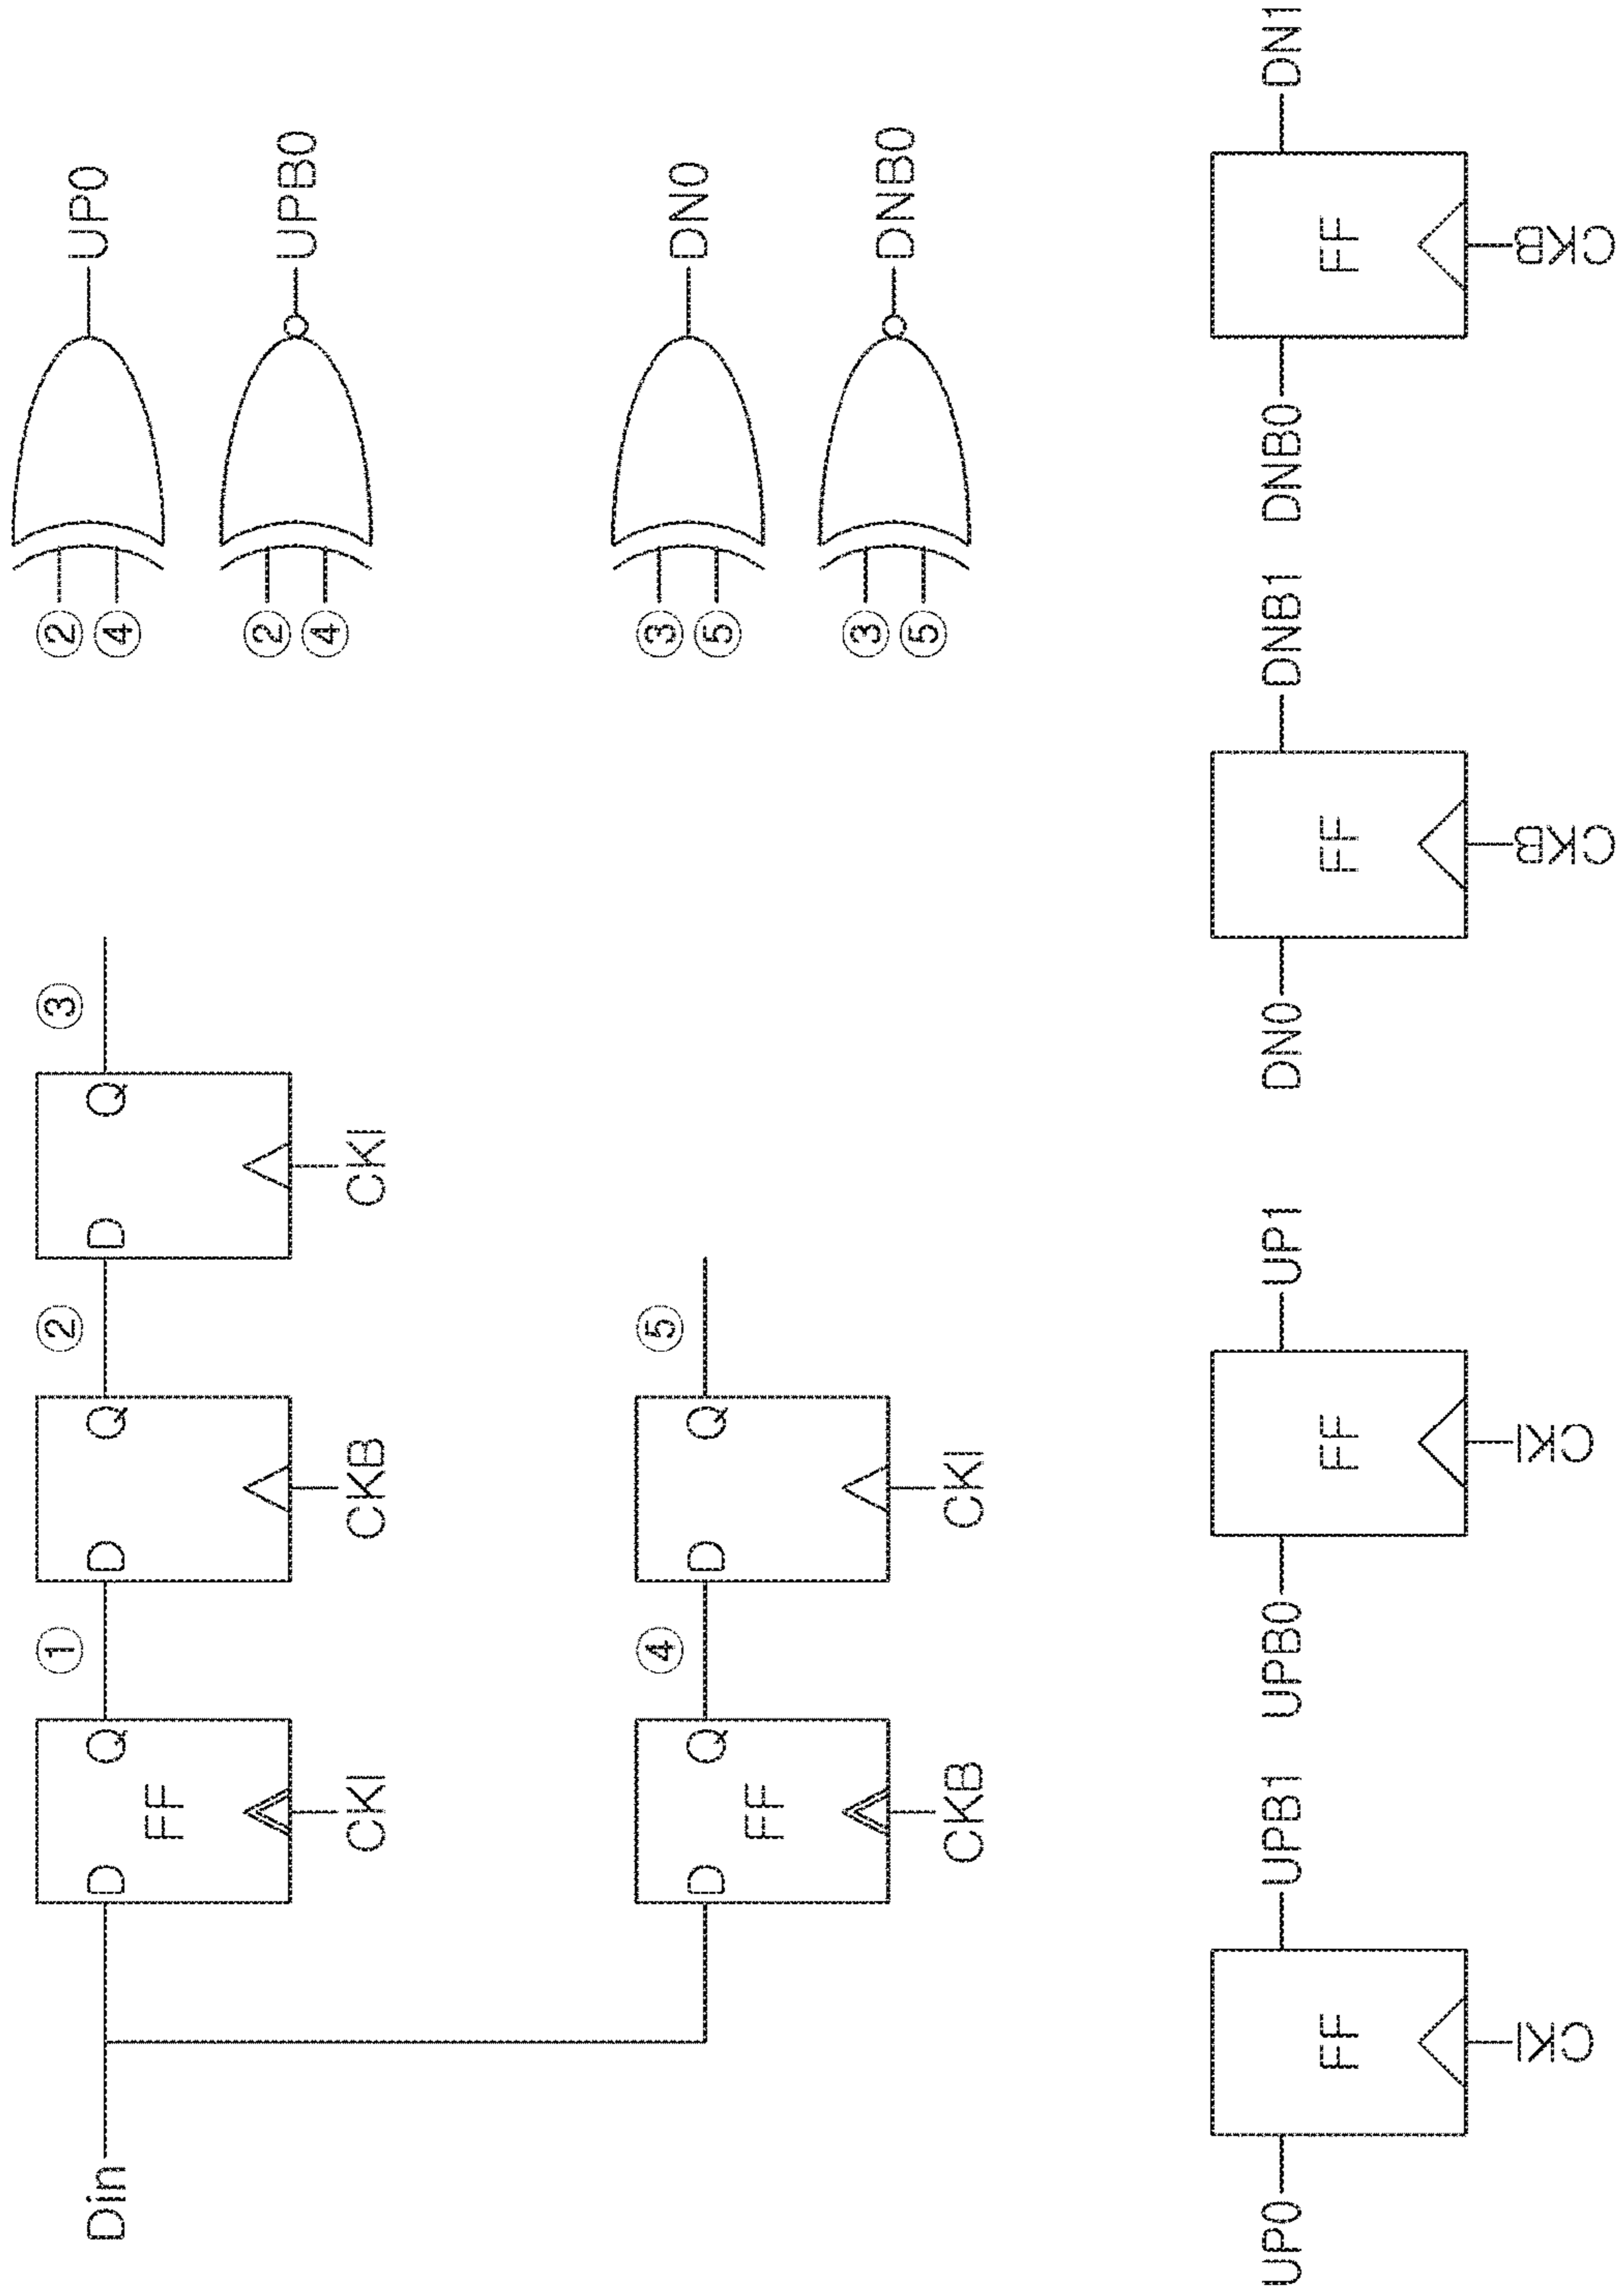 ① ② ③
Din D Q D Q D Q
FF
CKI CKB CKI
② ④ UP0
② ④ UPB0
④ ⑤
D Q D Q
FF
CKB CKI
③ ⑤ DN0
③ ⑤ DNB0
UP0 FF UPB1
CKI
UPB0 FF UP1
CKI
DN0 FF DNB1
CKB
DNB0 FF DN1
CKB